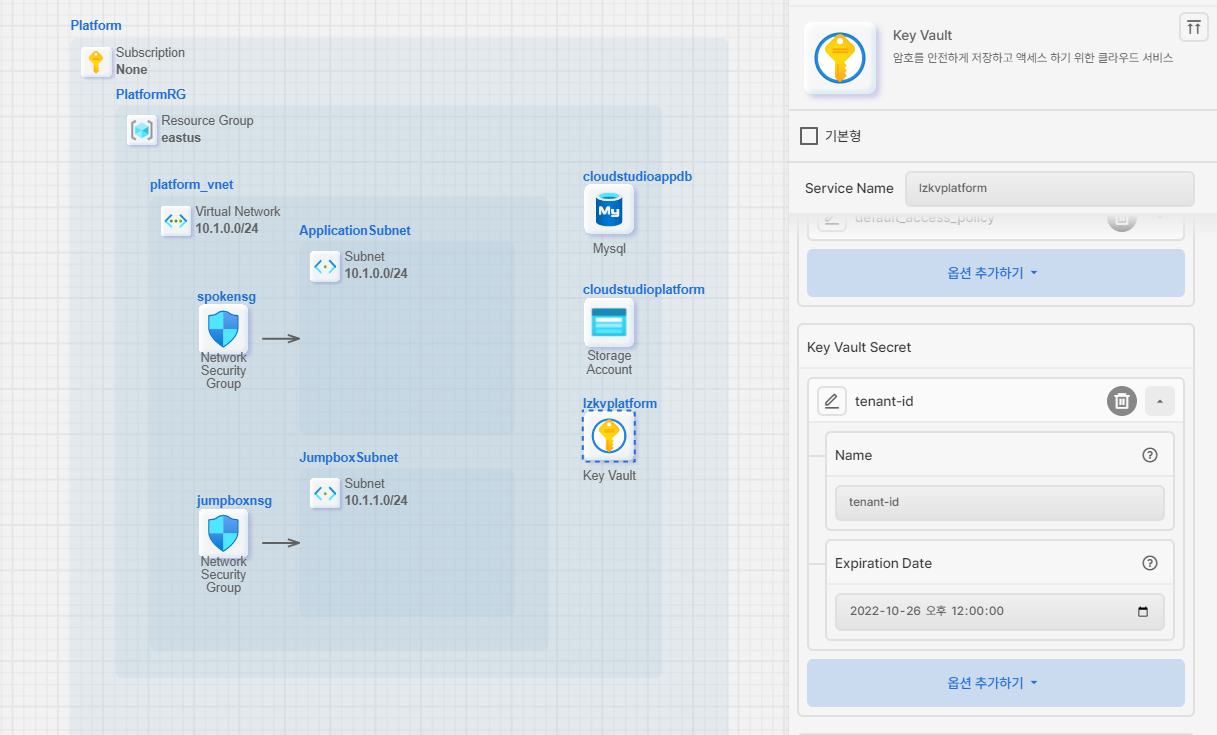 Platform
Subscription
None
PlatformRG
Resource Group
eastus
platform_vnet
Virtual Network
10.1.0.0/24
ApplicationSubnet
Subnet
10.1.0.0/24
spokensg
Network
Security
Group
JumpboxSubnet
Subnet
10.1.1.0/24
jumpboxnsg
Network
Security
Group
cloudstudioappdb
My
Mysql
cloudstudioplatform
Storage
Account
lzkvplatform
Key Vault
Key Vault
암호를 안전하게 저장하고 액세스 하기 위한 클라우드 서비스
기본형
Service Name
lzkvplatform
default_access_policy
옵션 추가하기
Key Vault Secret
tenant-id
Name
tenant-id
Expiration Date
2022-10-26 오후 12:00:00
옵션 추가하기